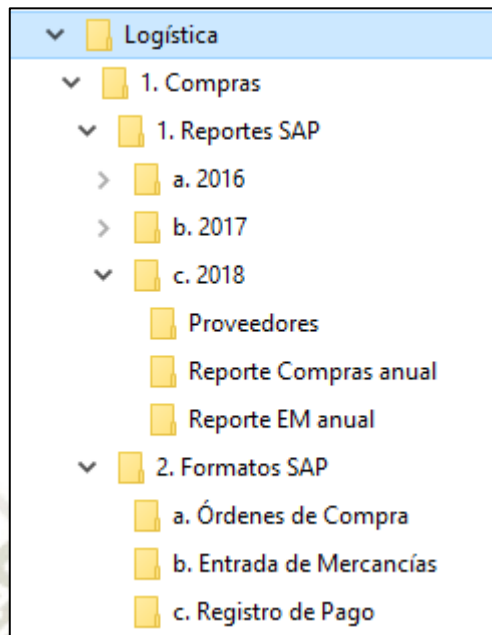 Logística
1. Compras
1. Reportes SAP
a. 2016
b. 2017
c. 2018
Proveedores
Reporte Compras anual
Reporte EM anual
2. Formatos SAP
a. Órdenes de Compra
b. Entrada de Mercancías
c. Registro de Pago